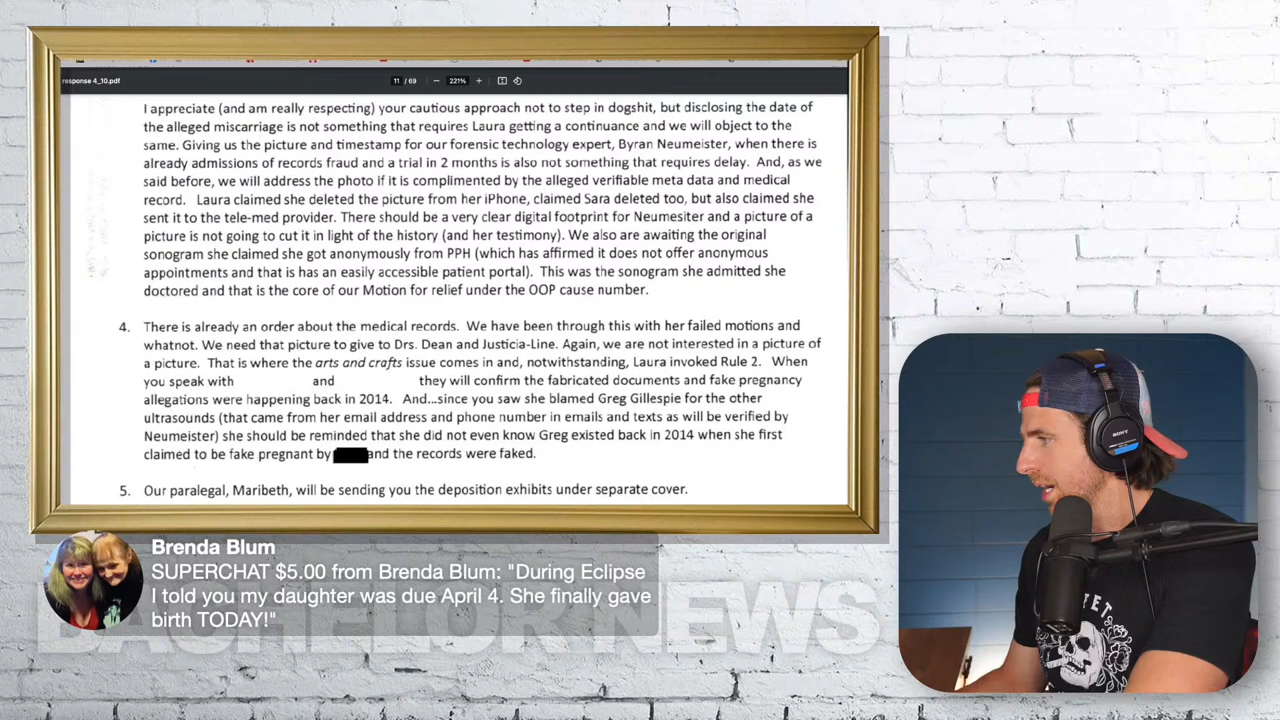 response 4_10.pdf
11 / 69
221%
I appreciate (and am really respecting) your cautious approach not to step in dogshit, but disclosing the date of
the alleged miscarriage is not something that requires Laura getting a continuance and we will object to the
same. Giving us the picture and timestamp for our forensic technology expert, Byran Neumeister, when there is
already admissions of records fraud and a trial in 2 months is also not something that requires delay. And, as we
said before, we will address the photo if it is complimented by the alleged verifiable meta data and medical
record. Laura claimed she deleted the picture from her iPhone, claimed Sara deleted too, but also claimed she
sent it to the tele-med provider. There should be a very clear digital footprint for Neumesiter and a picture of a
picture is not going to cut it in light of the history (and her testimony). We also are awaiting the original
sonogram she claimed she got anonymously from PPH (which has affirmed it does not offer anonymous
appointments and that is has an easily accessible patient portal). This was the sonogram she admitted she
doctored and that is the core of our Motion for relief under the OOP cause number.
4. There is already an order about the medical records. We have been through this with her failed motions and
whatnot. We need that picture to give to Drs. Dean and Justicia-Line. Again, we are not interested in a picture of
a picture. That is where the arts and crafts issue comes in and, notwithstanding, Laura invoked Rule 2. When
you speak with and they will confirm the fabricated documents and fake pregnancy
allegations were happening back in 2014. And...since you saw she blamed Greg Gillespie for the other
ultrasounds (that came from her email address and phone number in emails and texts as will be verified by
Neumeister) she should be reminded that she did not even know Greg existed back in 2014 when she first
claimed to be fake pregnant by and the records were faked.
5. Our paralegal, Maribeth, will be sending you the deposition exhibits under separate cover.
SONY
Brenda Blum
SUPERCHAT $5.00 from Brenda Blum: "During Eclipse
I told you my daughter was due April 4. She finally gave
birth TODAY!"
BACHELOR NEWS